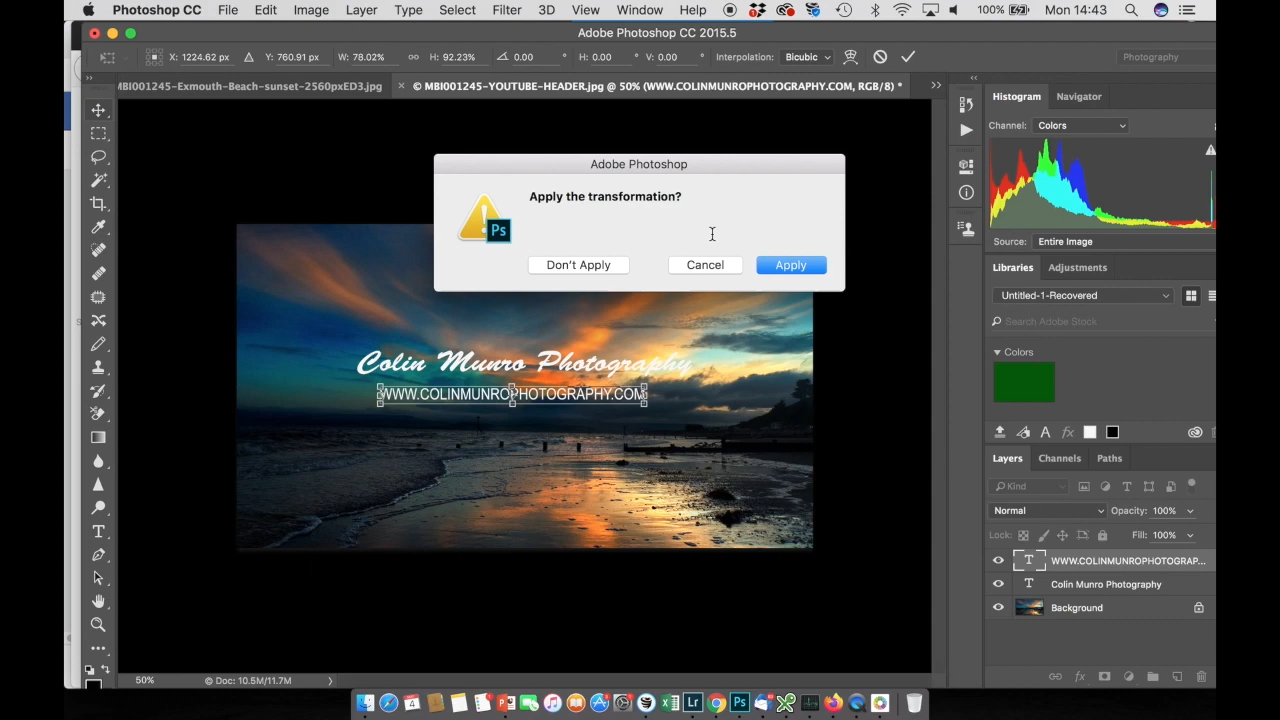 Photoshop CC File Edit Image Layer Type Select Filter 3D View Window Help 1 100% Mon 14:43
Adobe Photoshop CC 2015.5
X: 1224.62 px Y: 760.91 px W: 78.02% H: 92.23% 0.00 ° H: 0.00 ° V: 0.00 ° Interpolation: Bicubic Photography
MBI001245-Exmouth-Beach-sunset-2560pxED3.jpg × © MBI001245-YOUTUBE-HEADER.jpg @ 50% (WWW.COLINMUNROPHOTOGRAPHY.COM, RGB/8) *
Histogram Navigator
Channel: Colors
Adobe Photoshop
Apply the transformation?
Ps
Don't Apply Cancel Apply
Source: Entire Image
Libraries Adjustments
Untitled-1-Recovered
Search Adobe Stock
Colors
Colin Munro Photography
WWW.COLINMUNROPHOTOGRAPHY.COM
Layers Channels Paths
Kind
Normal Opacity: 100%
Lock: Fill: 100%
WWW.COLINMUNROPHOTOGRAP...
Colin Munro Photography
Background
50% © Doc: 10.5M/11.7M
4 Lr Ps